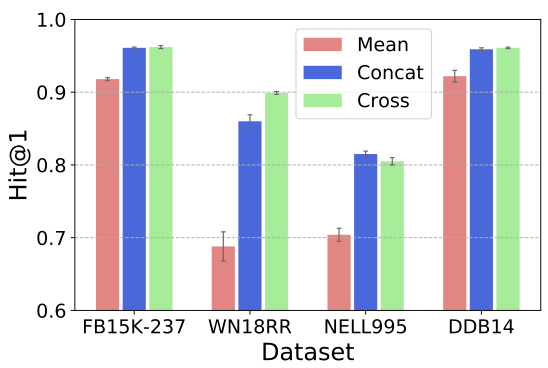 1.0
0.9
0.8
0.7
0.6
Hit@1
Mean
Concat
Cross
FB15K-237 WN18RR NELL995 DDB14
Dataset